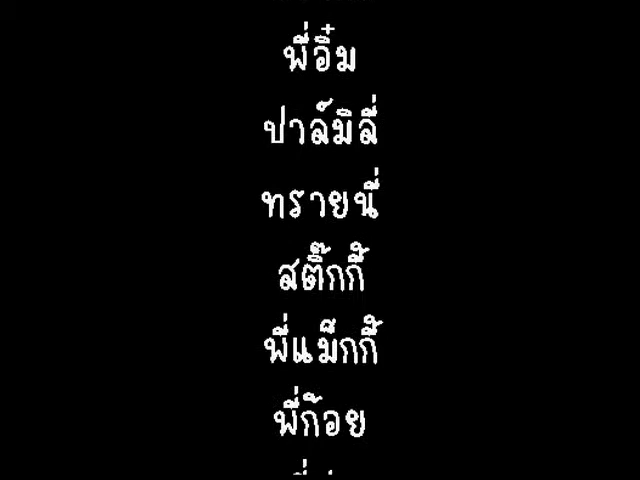 พี่อิ๋ม
ปาล์มมิลี่
ทรายนี่
สติ๊กกี้
พี่แม็กกี้
พี่ก้อย